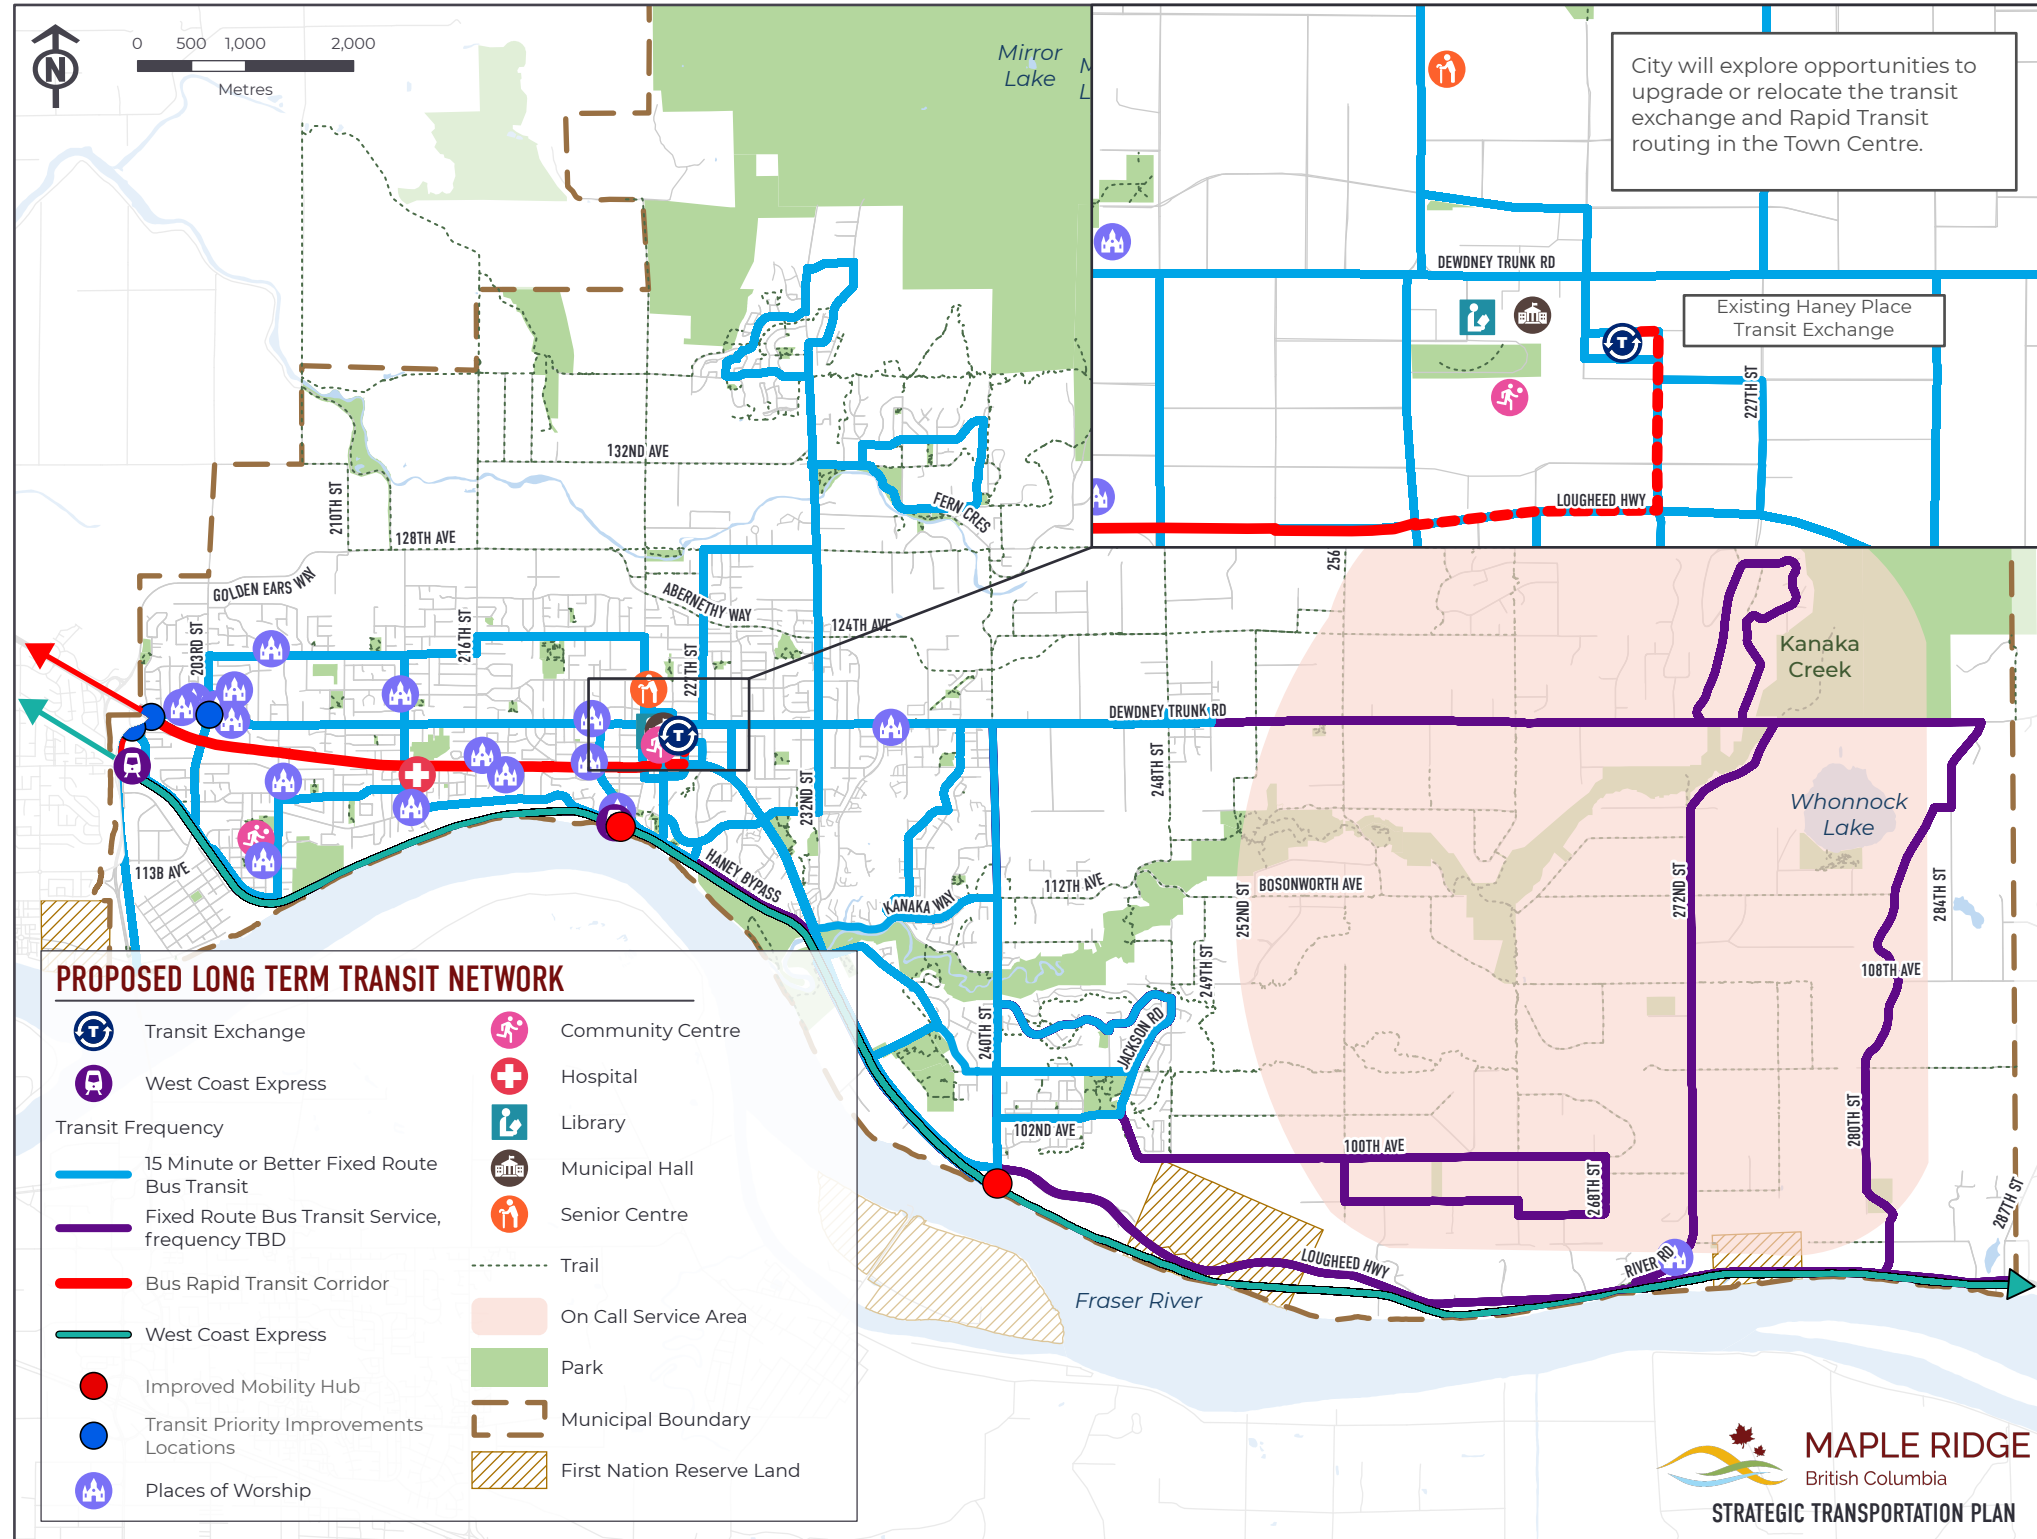 N
0 500 1,000 2,000
Metres
Mirror
Lake
M
L
City will explore opportunities to
upgrade or relocate the transit
exchange and Rapid Transit
routing in the Town Centre.
DEWDNEY TRUNK RD
Existing Haney Place
Transit Exchange
T
227TH ST
LOUGHEED HWY
132ND AVE
210TH ST
FERN CRES
128TH AVE
GOLDEN EARS WAY
ABERNETHY WAY
124TH AVE
256
203RD ST
216TH ST
227TH ST
Kanaka
Creek
DEWDNEY TRUNK RD
T
248TH ST
232ND ST
Whonnock
Lake
113B AVE
HANEY BYPASS
KANAKA WAY
112TH AVE
252ND ST
BOSONWORTH AVE
272ND ST
284TH ST
249TH ST
108TH AVE
240TH ST
JACKSON RD
102ND AVE
100TH AVE
268TH ST
280TH ST
287TH ST
RIVER RD
LOUGHEED HWY
Fraser River
PROPOSED LONG TERM TRANSIT NETWORK
T
Transit Exchange
West Coast Express
Transit Frequency
15 Minute or Better Fixed Route
Bus Transit
Fixed Route Bus Transit Service,
frequency TBD
Bus Rapid Transit Corridor
West Coast Express
Improved Mobility Hub
Transit Priority Improvements
Locations
Places of Worship
Community Centre
Hospital
Library
Municipal Hall
Senior Centre
Trail
On Call Service Area
Park
Municipal Boundary
First Nation Reserve Land
MAPLE RIDGE
British Columbia
STRATEGIC TRANSPORTATION PLAN